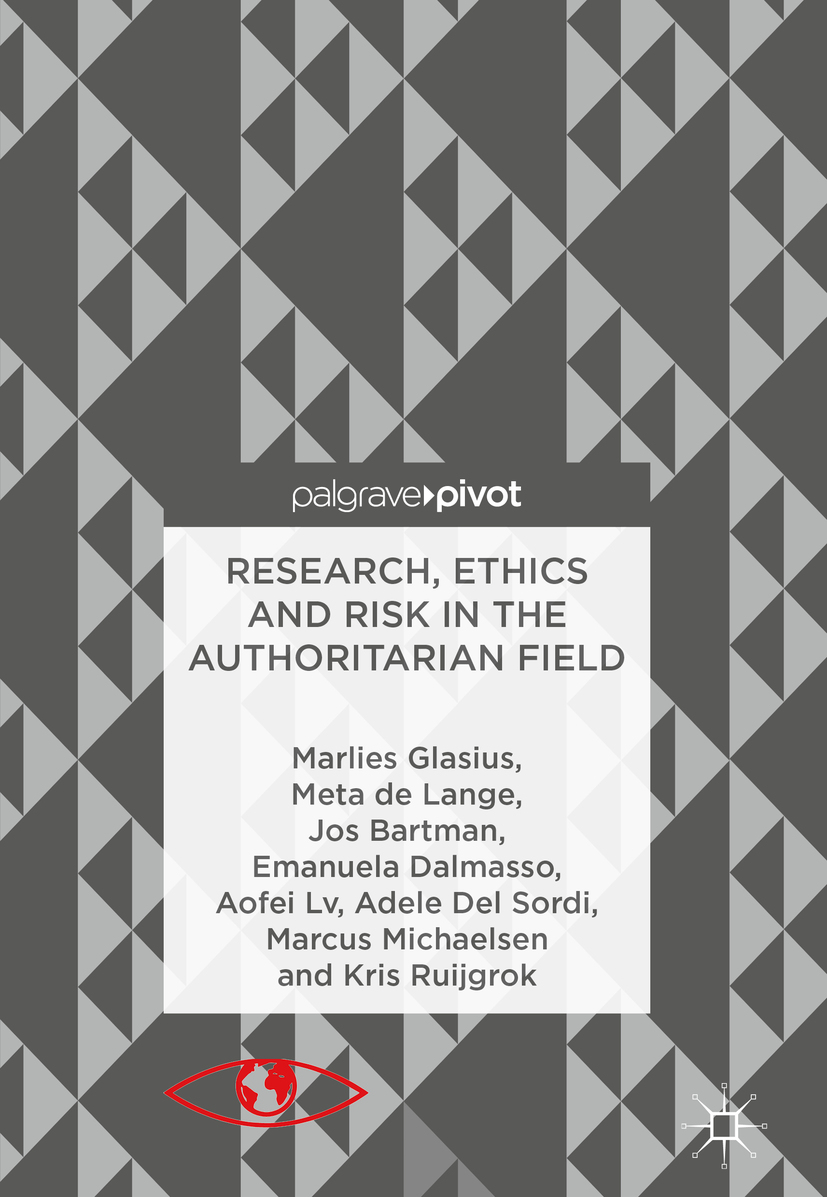 palgrave pivot
RESEARCH, ETHICS
AND RISK IN THE
AUTHORITARIAN FIELD
Marlies Glasius,
Meta de Lange,
Jos Bartman,
Emanuela Dalmasso,
Aofei Lv, Adele Del Sordi,
Marcus Michaelsen
and Kris Ruijgrok